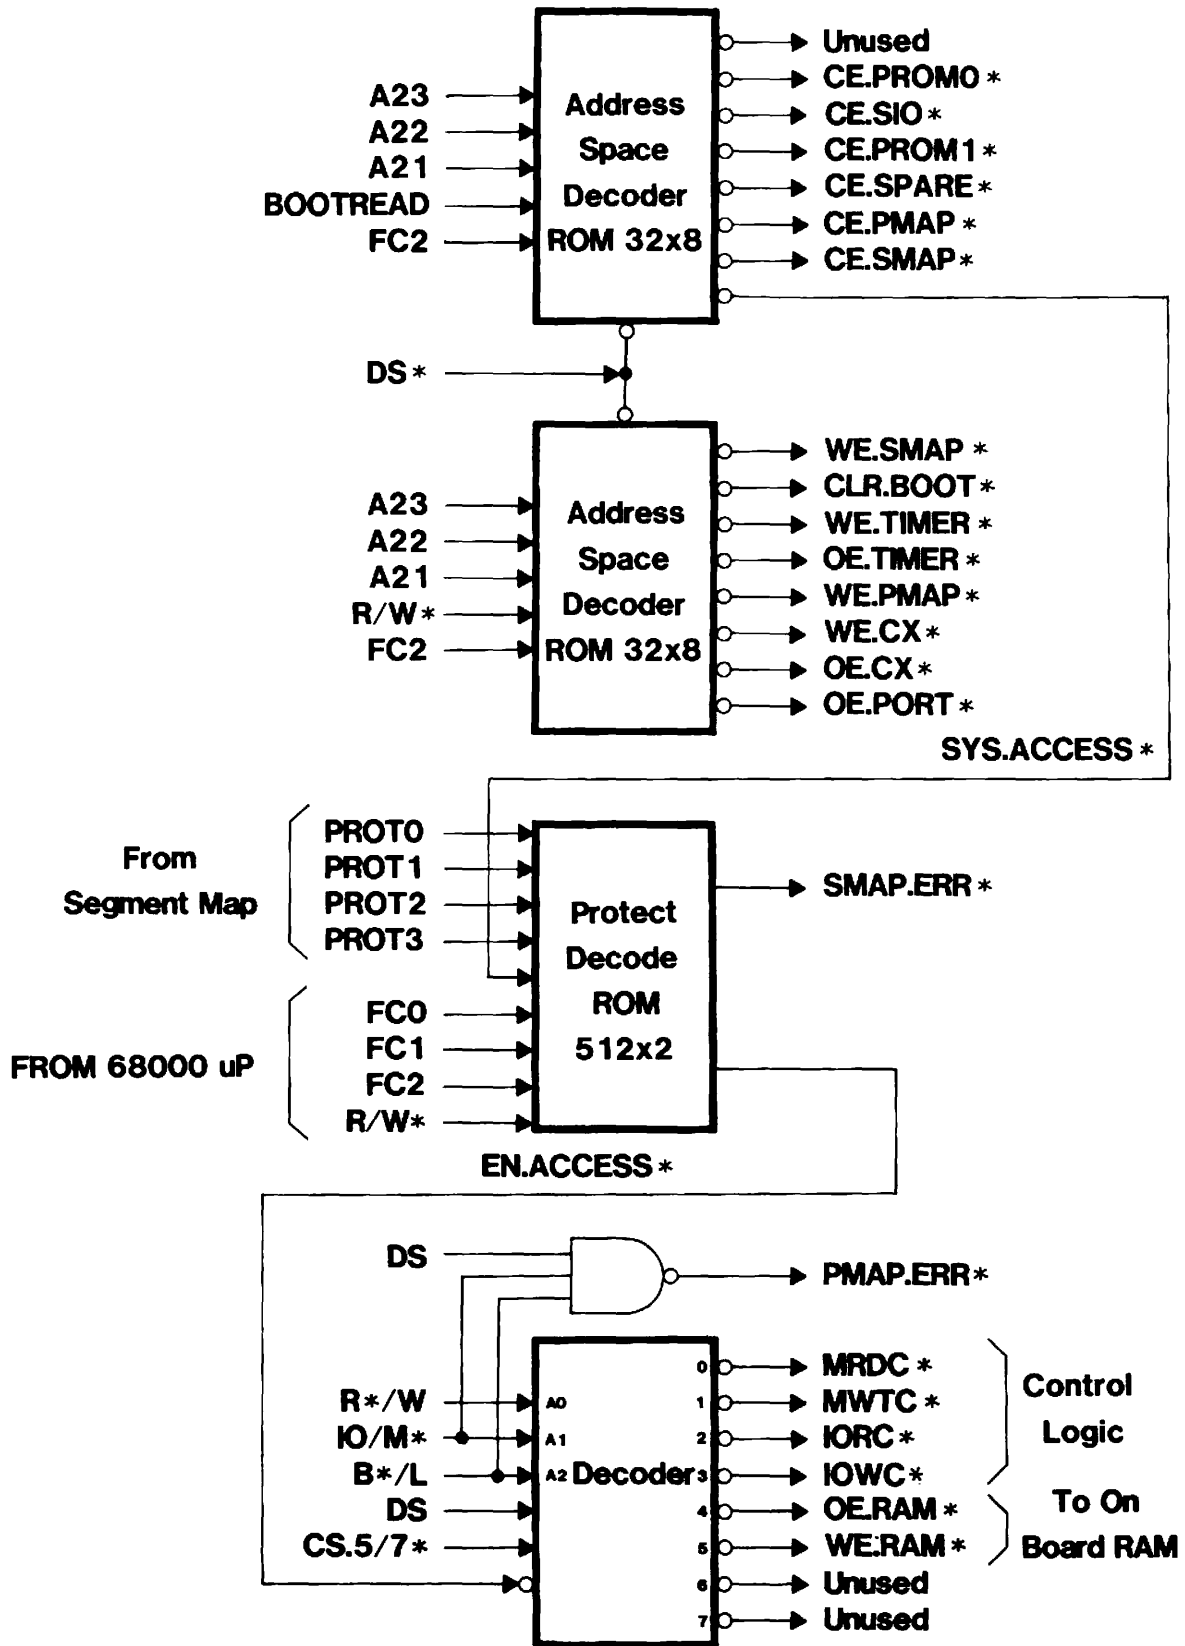 Unused
CE.PROM0*
A23
Address
CE.SIO*
A22
Space
CE.PROM1*
A21
Decoder
CE.SPARE*
BOOTREAD
ROM 32x8
CE.PMAP*
FC2
CE.SMAP*
DS*
WE.SMAP*
CLR.BOOT*
A23
Address
WE.TIMER*
A22
Space
OE.TIMER*
A21
Decoder
WE.PMAP*
R/W*
ROM 32x8
WE.CX*
FC2
OE.CX*
OE.PORT*
SYS.ACCESS*
From
Segment Map
PROT0
PROT1
PROT2
PROT3
Protect
Decode
ROM
512x2
SMAP.ERR*
FROM 68000 uP
FC0
FC1
FC2
R/W*
EN.ACCESS*
DS
PMAP.ERR*
R*/W
IO/M*
B*/L
DS
CS.5/7*
A0
A1
A2 Decoder
0 MRDC*
1 MWTC*
2 IORC*
3 IOWC*
4 OE.RAM*
5 WE.RAM*
6 Unused
7 Unused
Control
Logic
To On
Board RAM